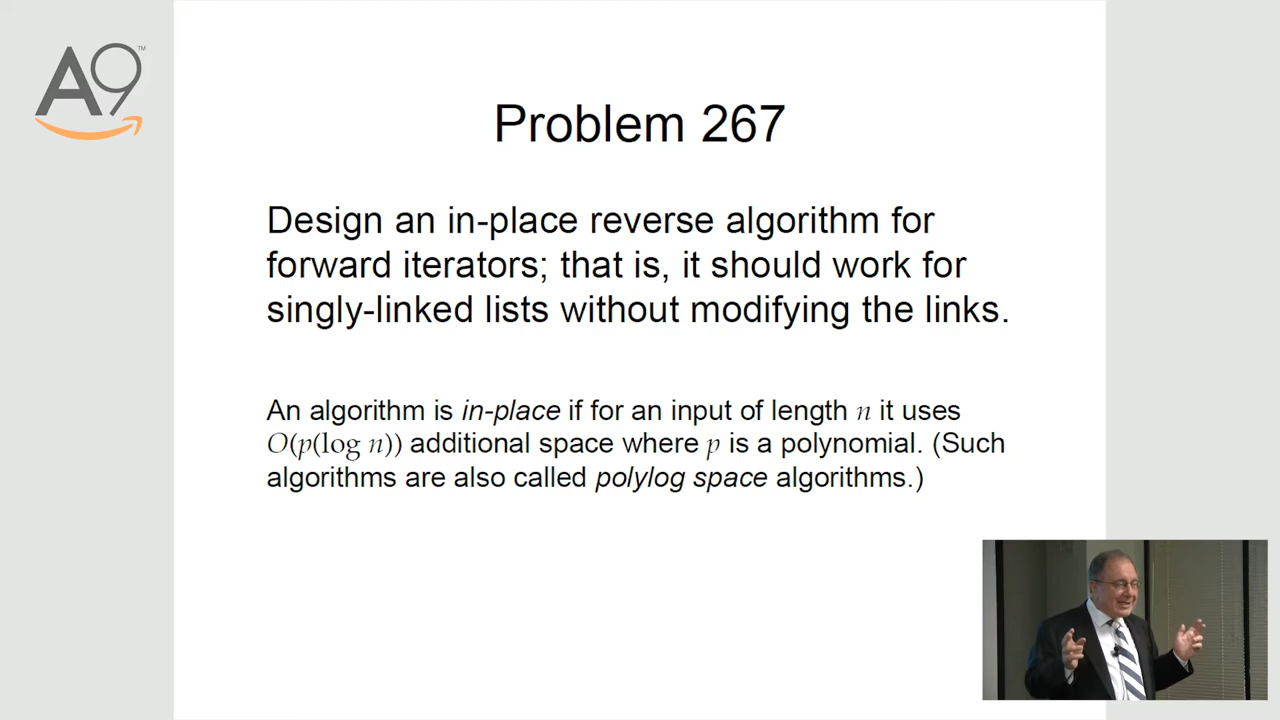 A9™
Problem 267
Design an in-place reverse algorithm for
forward iterators; that is, it should work for
singly-linked lists without modifying the links.
An algorithm is in-place if for an input of length n it uses
O(p(log n)) additional space where p is a polynomial. (Such
algorithms are also called polylog space algorithms.)